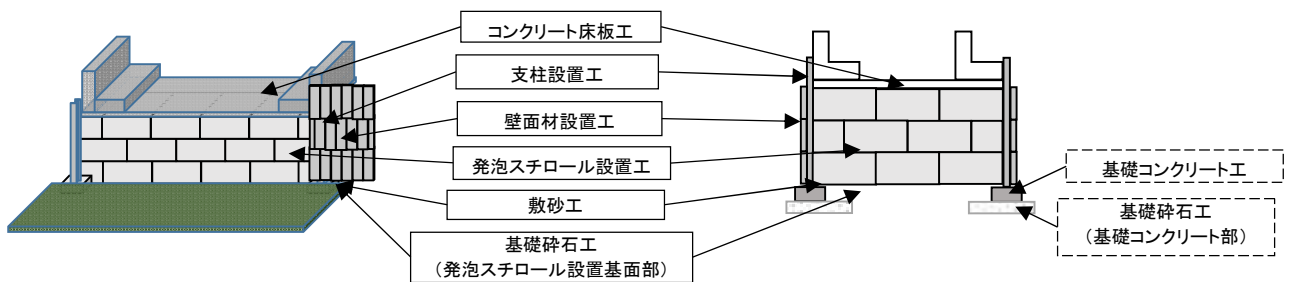 コンクリート床板工
支柱設置工
壁面材設置工
発泡スチロール設置工
敷砂工
基礎砕石工
（発泡スチロール設置基面部）
基礎コンクリート工
基礎砕石工
（基礎コンクリート部）